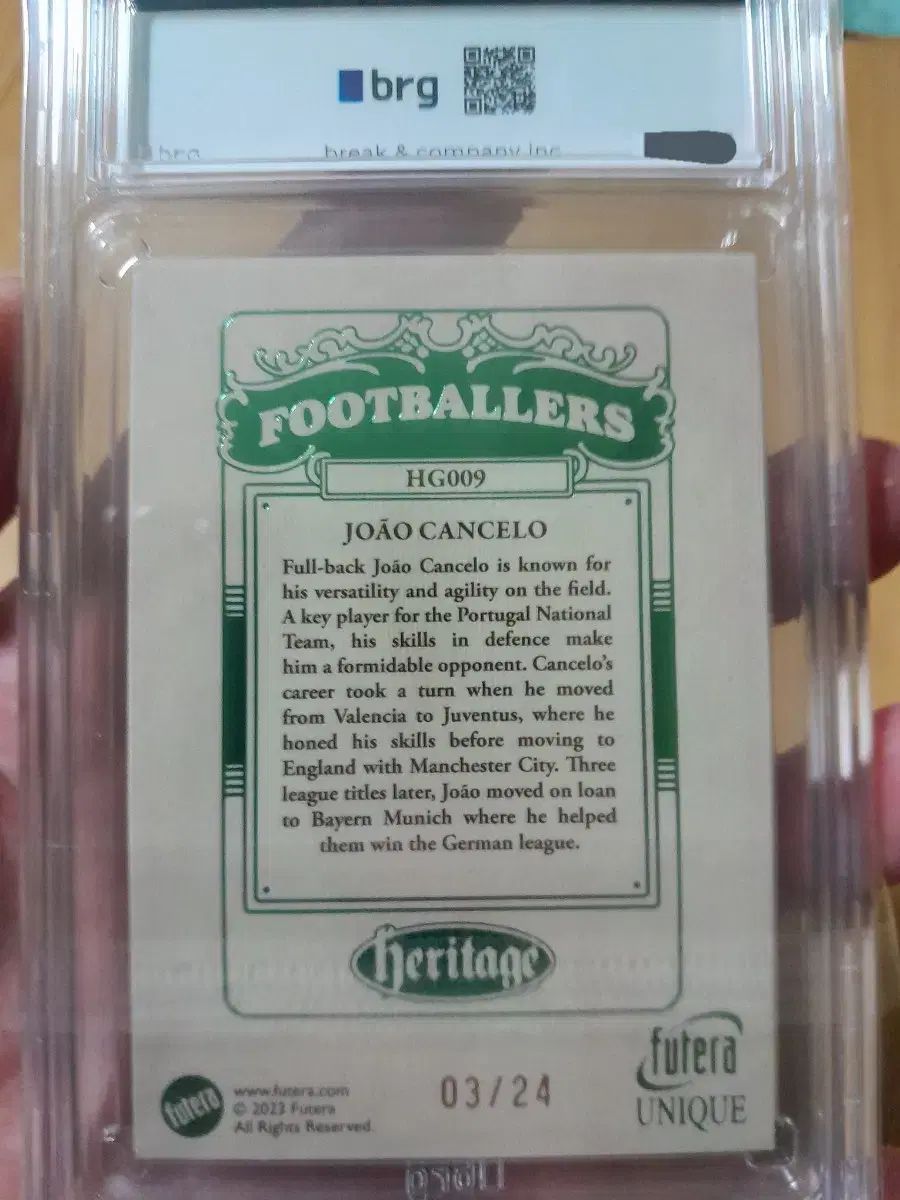 brg
brg
break & company inc
FOOTBALLERS
HG009
JOÃO CANCELO
Full-back João Cancelo is known for
his versatility and agility on the field.
A key player for the Portugal National
Team, his skills in defence make
him a formidable opponent. Cancelo's
career took a turn when he moved
from Valencia to Juventus, where he
honed his skills before moving to
England with Manchester City. Three
league titles later, João moved on loan
to Bayern Munich where he helped
them win the German league.
heritage
futera
UNIQUE
futera
www.futera.com
© 2023 Futera
All Rights Reserved.
03/24